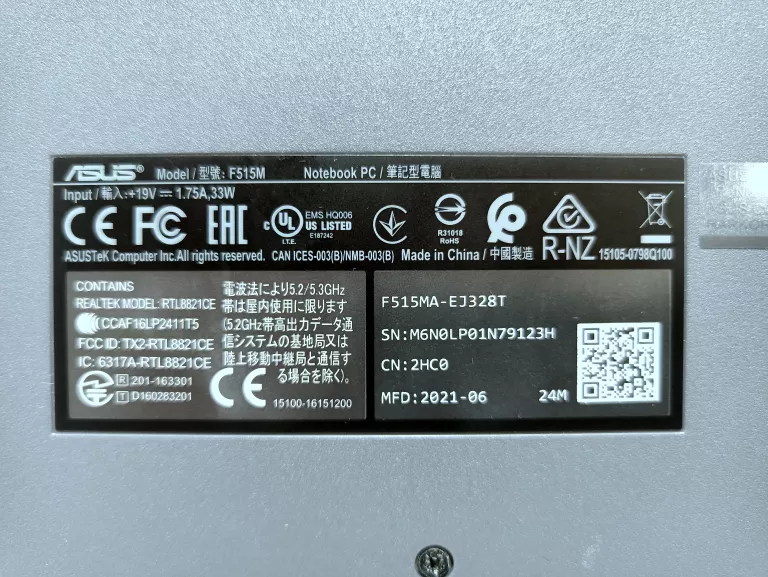 ASUS® Model / 型號: F515M Notebook PC / 筆記型電腦
Input / 輸入:+19V⎓1.75A,33W
CE FC EAC c UL I.T.E. EMS HQ006 US LISTED E187242 R31018 RoHS R-NZ
ASUSTeK Computer Inc.All rights reserved. CAN ICES-003(B)/NMB-003(B) Made in China / 中國製造 15105-0798Q100
CONTAINS
REALTEK MODEL: RTL8821CE
CCAF16LP2411T5
FCC ID: TX2-RTL8821CE
IC: 6317A-RTL8821CE
R 201-163301
T D160283201
電波法により5.2/5.3GHz
帯は屋内使用に限ります
(5.2GHz帯高出力データ通
信システムの基地局又は
陸上移動中継局と通信す
る場合を除く)。
CE 15100-16151200
F515MA-EJ328T
SN:M6N0LP01N79123H
CN:2HC0
MFD:2021-06 24M